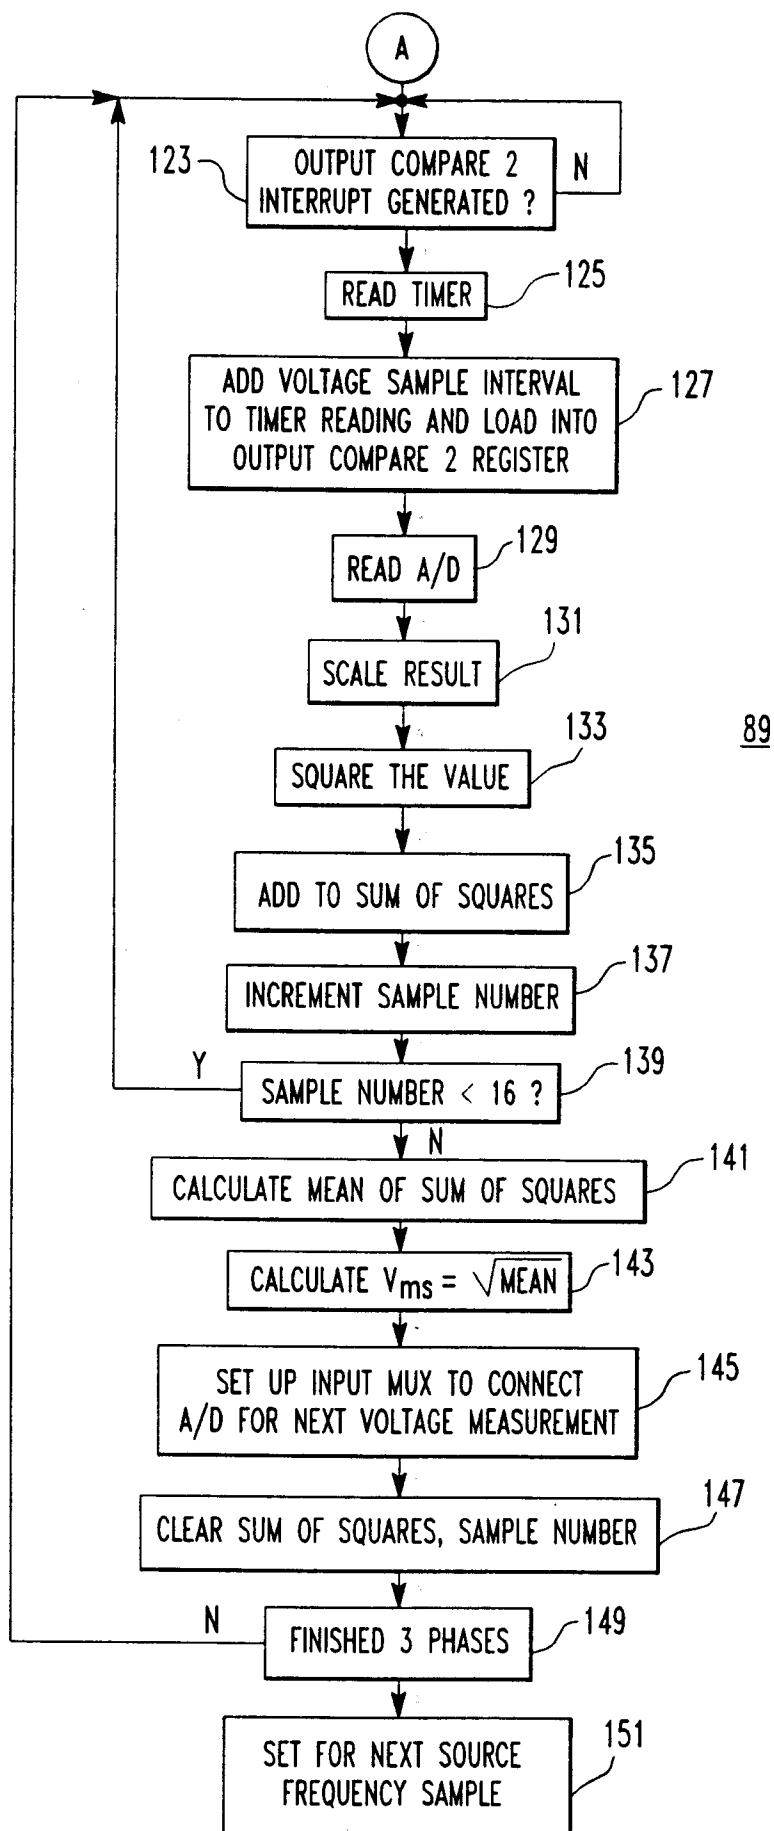 A
123
OUTPUT COMPARE 2
INTERRUPT GENERATED ?
N
READ TIMER
125
ADD VOLTAGE SAMPLE INTERVAL
TO TIMER READING AND LOAD INTO
OUTPUT COMPARE 2 REGISTER
127
READ A/D
129
SCALE RESULT
131
89
SQUARE THE VALUE
133
ADD TO SUM OF SQUARES
135
INCREMENT SAMPLE NUMBER
137
Y
SAMPLE NUMBER < 16 ?
139
N
CALCULATE MEAN OF SUM OF SQUARES
141
CALCULATE Vms = √MEAN
143
SET UP INPUT MUX TO CONNECT
A/D FOR NEXT VOLTAGE MEASUREMENT
145
CLEAR SUM OF SQUARES, SAMPLE NUMBER
147
N
FINISHED 3 PHASES
149
SET FOR NEXT SOURCE
FREQUENCY SAMPLE
151